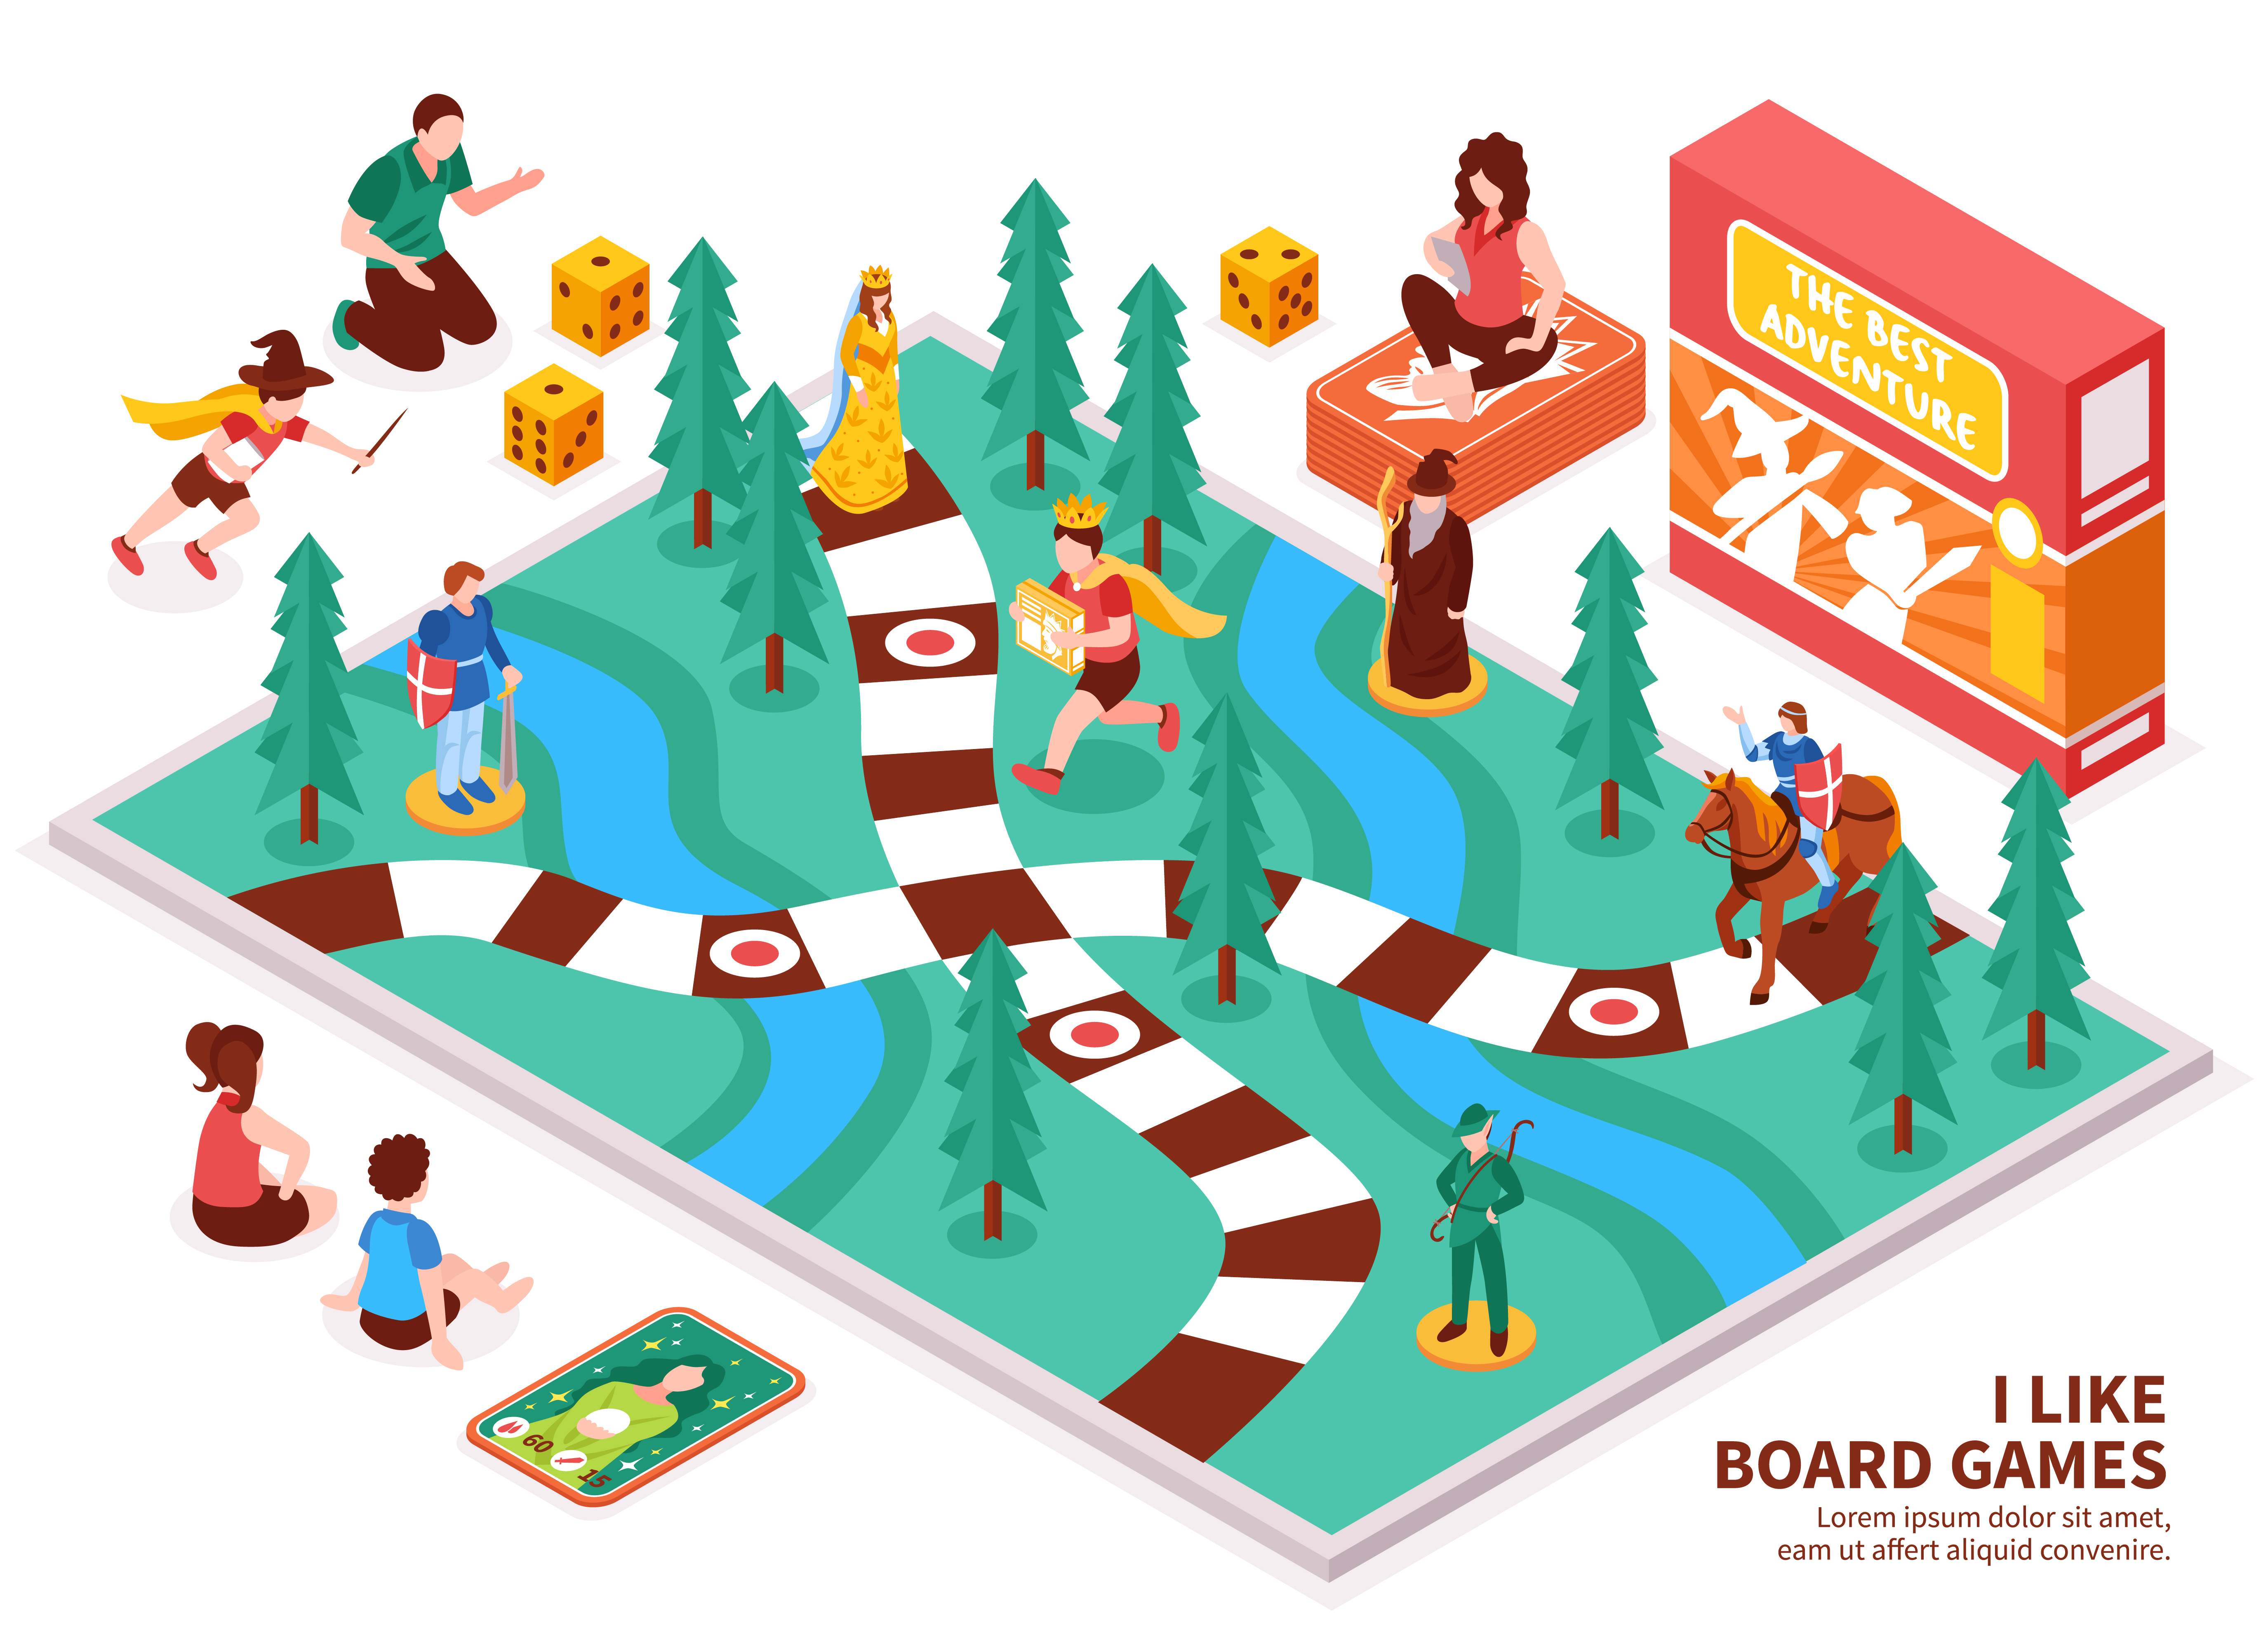 THE BEST
ADVENTURE
60
15
I LIKE
BOARD GAMES
Lorem ipsum dolor sit amet,
eam ut affert aliquid convenire.